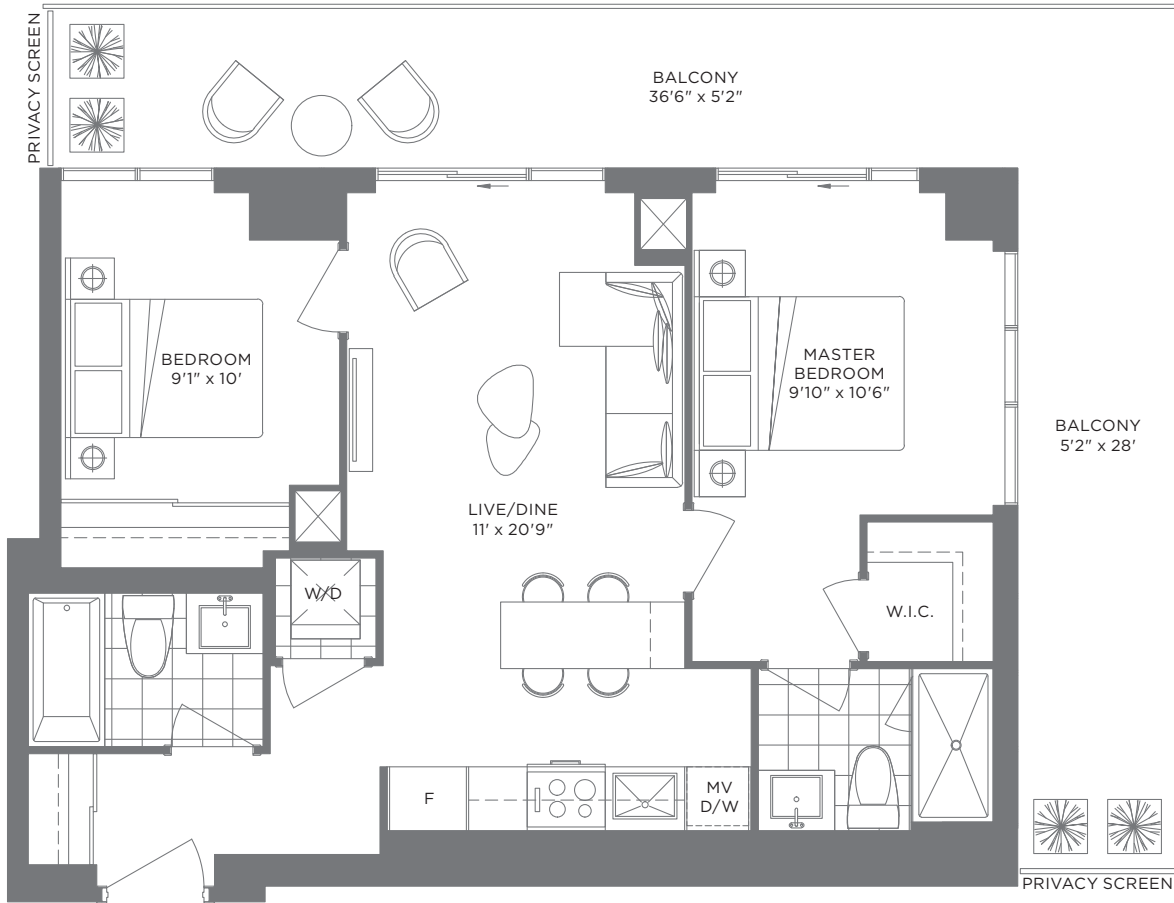 PRIVACY SCREEN
BALCONY
36'6" x 5'2"
BEDROOM
9'1" x 10'
MASTER
BEDROOM
9'10" x 10'6"
BALCONY
5'2" x 28'
LIVE/DINE
11' x 20'9"
W/D
W.I.C.
F
MV
D/W
PRIVACY SCREEN